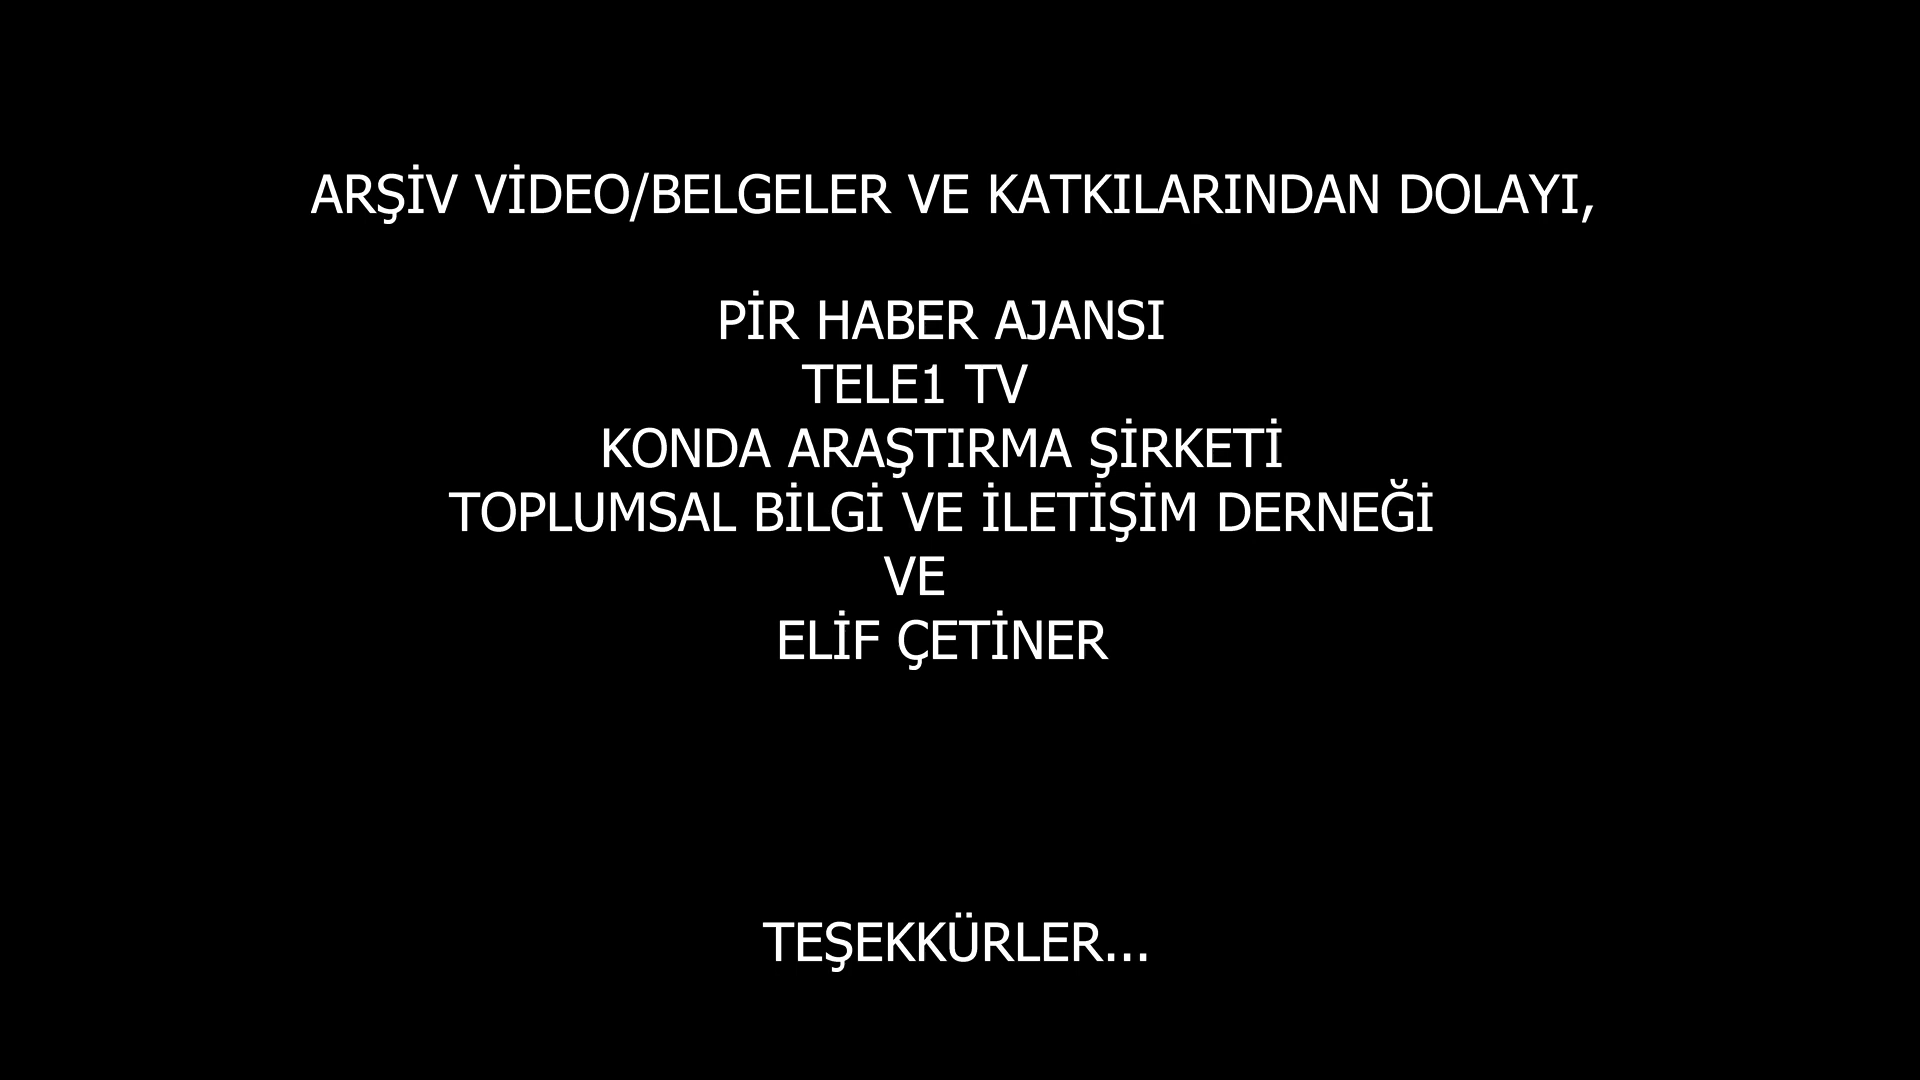 ARŞİV VİDEO/BELGELER VE KATKILARINDAN DOLAYI,
PİR HABER AJANSI
TELE1 TV
KONDA ARAŞTIRMA ŞİRKETİ
TOPLUMSAL BİLGİ VE İLETİŞİM DERNEĞİ
VE
ELİF ÇETİNER
TEŞEKKÜRLER...